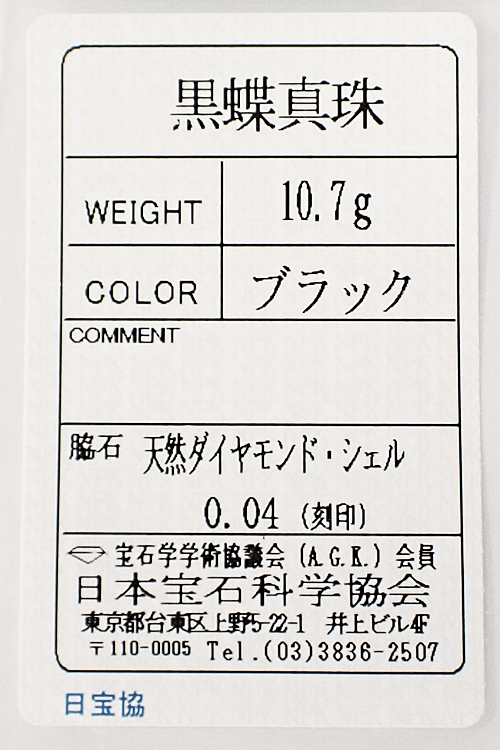 黒蝶真珠
WEIGHT 10.7g
COLOR ブラック
COMMENT
脇石 天然ダイヤモンド・シェル
0.04 (刻印)
宝石学学術協議会 (A.G.K.) 会員
日本宝石科学協会
東京都台東区上野5-22-1 井上ビル4F
〒110-0005 Tel.(03)3836-2507
日宝協